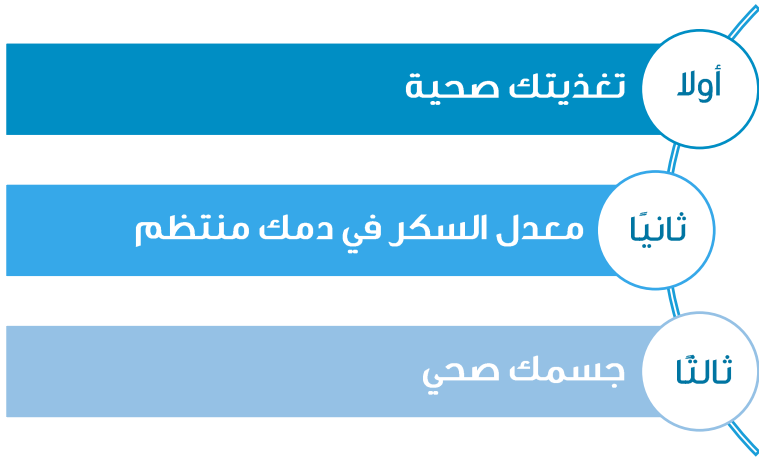 أولا
تغذيتك صحية
ثانيًا
معدل السكر في دمك منتظم
ثالثًا
جسمك صحي